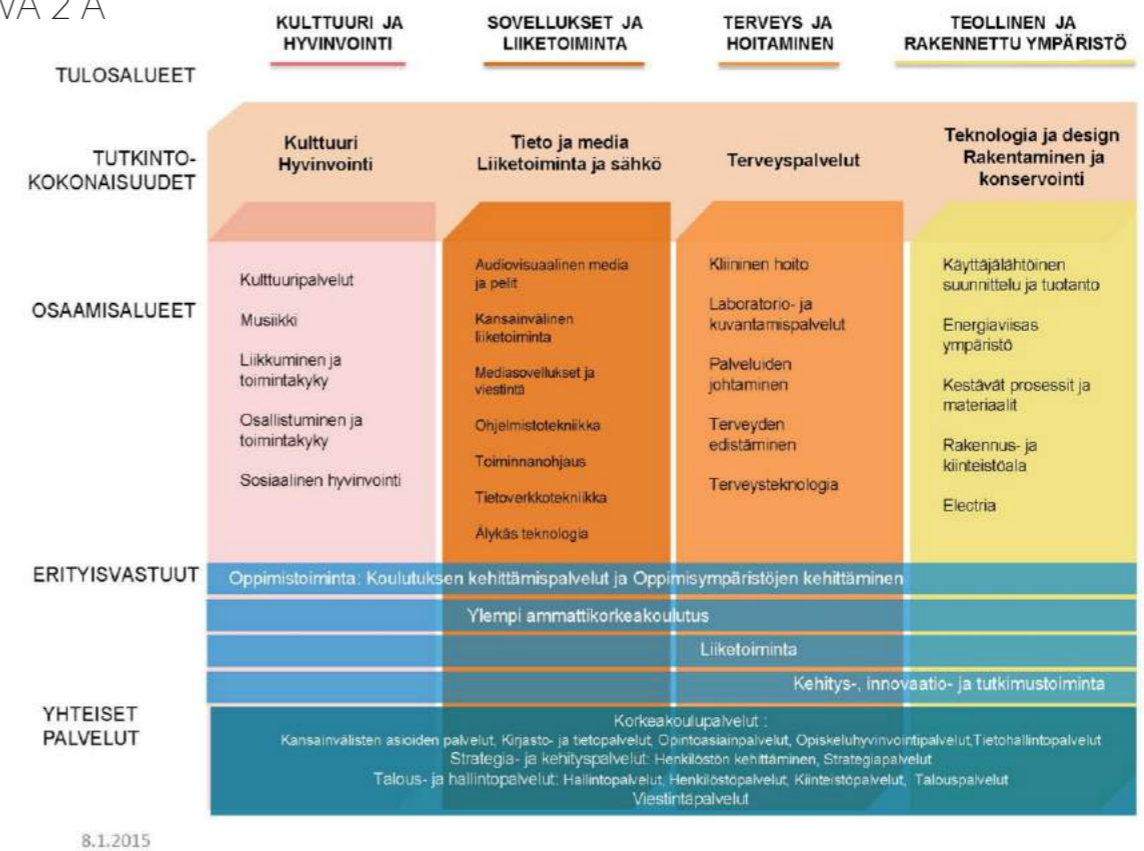 VA 2 A
KULTTUURI JA
HYVINVOINTI
SOVELLUKSET JA
LIIKETOIMINTA
TERVEYS JA
HOITAMINEN
TEOLLINEN JA
RAKENNETTU YMPÄRISTÖ
TULOSALUEET
TUTKINTO-
KOKONAISUUDET
Kulttuuri
Hyvinvointi
Tieto ja media
Liiketoiminta ja sähkö
Terveyspalvelut
Teknologia ja design
Rakentaminen ja
konservointi
OSAAMISALUEET
Kulttuuripalvelut
Musiikki
Liikkuminen ja
toimintakyky
Osallistuminen ja
toimintakyky
Sosiaalinen hyvinvointi
Audiovisuaalinen media
ja pelit
Kansainvälinen
liiketoiminta
Mediasovellukset ja
viestintä
Ohjelmistotekniikka
Toiminnanohjaus
Tietoverkkotekniikka
Älykäs teknologia
Kliininen hoito
Laboratorio- ja
kuvantamispalvelut
Palveluiden
johtaminen
Terveyden
edistäminen
Terveysteknologia
Käyttäjälähtöinen
suunnittelu ja tuotanto
Energiaviisas
ympäristö
Kestävät prosessit ja
materiaalit
Rakennus- ja
kiinteistöala
Electria
ERITYISVASTUUT
Oppimistoiminta: Koulutuksen kehittämispalvelut ja Oppimisympäristöjen kehittäminen
Ylempi ammattikorkeakoulutus
Liiketoiminta
Kehitys-, innovaatio- ja tutkimustoiminta
YHTEISET
PALVELUT
Korkeakoulupalvelut :
Kansainvälisten asioiden palvelut, Kirjasto- ja tietopalvelut, Opintoasiainpalvelut, Opiskeluhyvinvointipalvelut,Tietohallintopalvelut
Strategia- ja kehityspalvelut: Henkilöstön kehittäminen, Strategiapalvelut
Talous- ja hallintopalvelut: Hallintopalvelut, Henkilöstöpalvelut, Kiinteistöpalvelut, Talouspalvelut
Viestintäpalvelut
8.1.2015